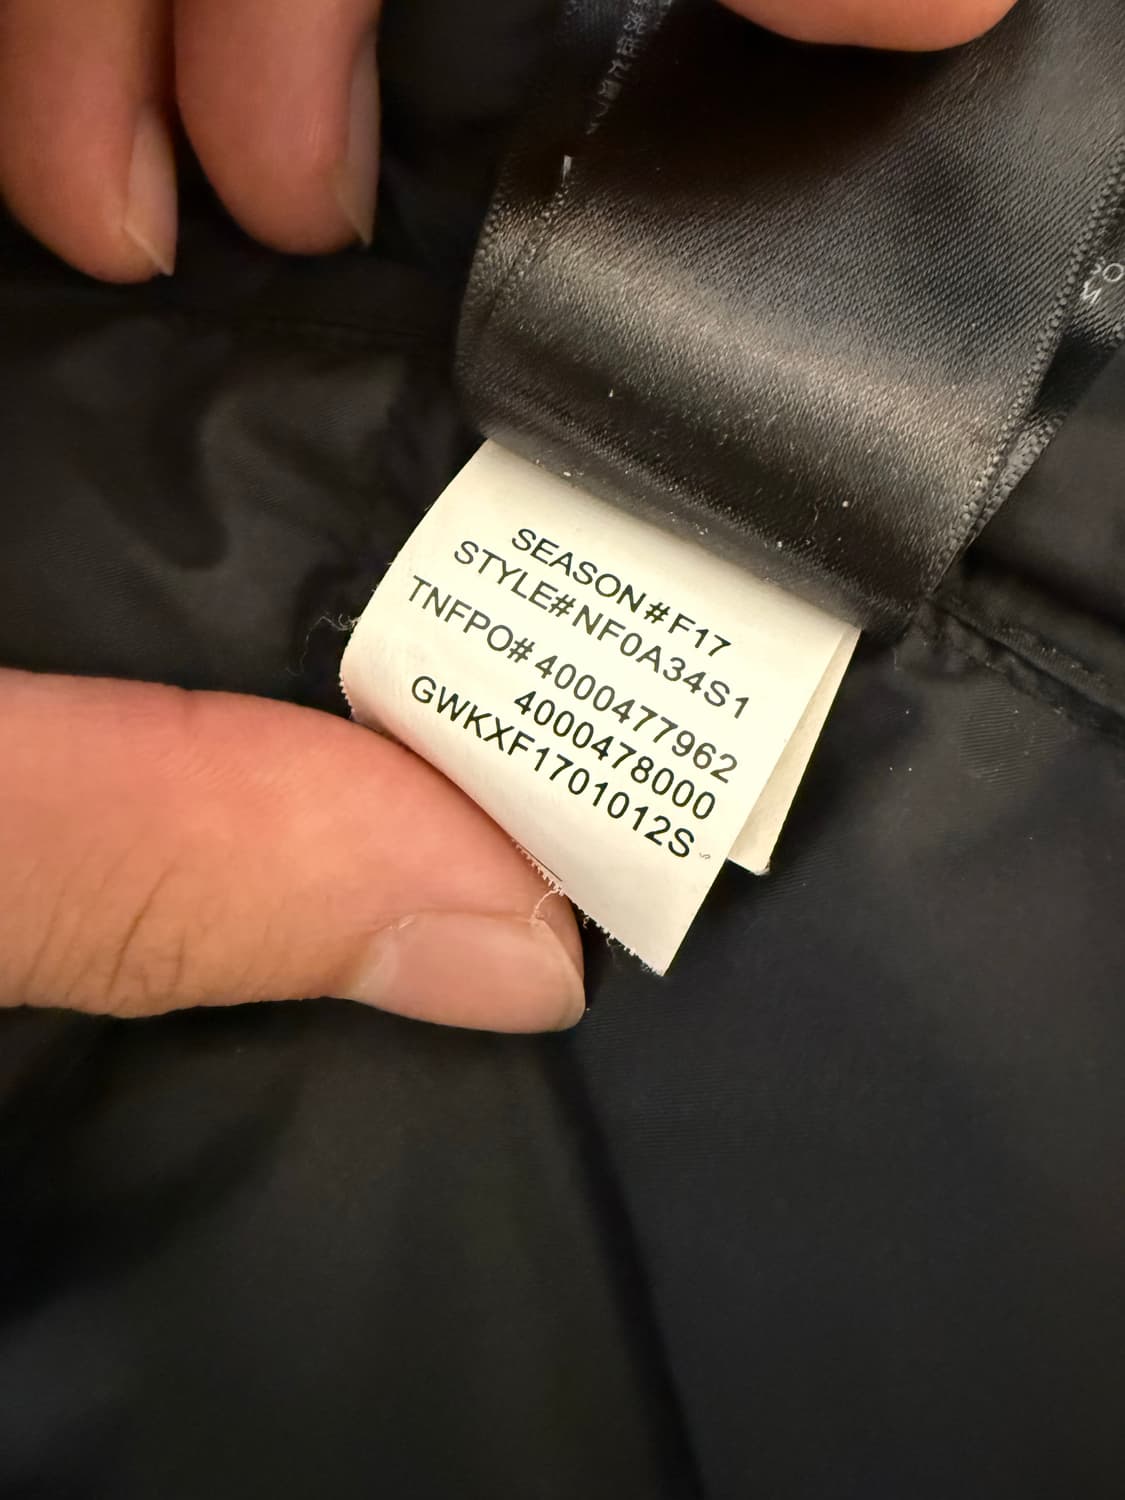 SEASON#F17
STYLE#NF0A34S1
TNFPO#4000477962
4000478000
GWKXF1701012S